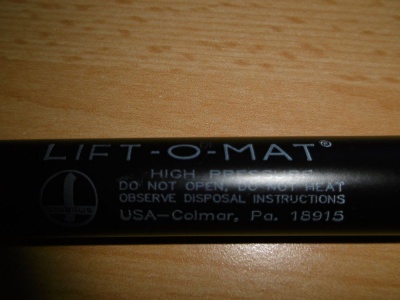 LIFT-O-MAT®
HIGH PRESSURE
DO NOT OPEN, DO NOT HEAT
OBSERVE DISPOSAL INSTRUCTIONS
USA—Colmar, Pa. 18915